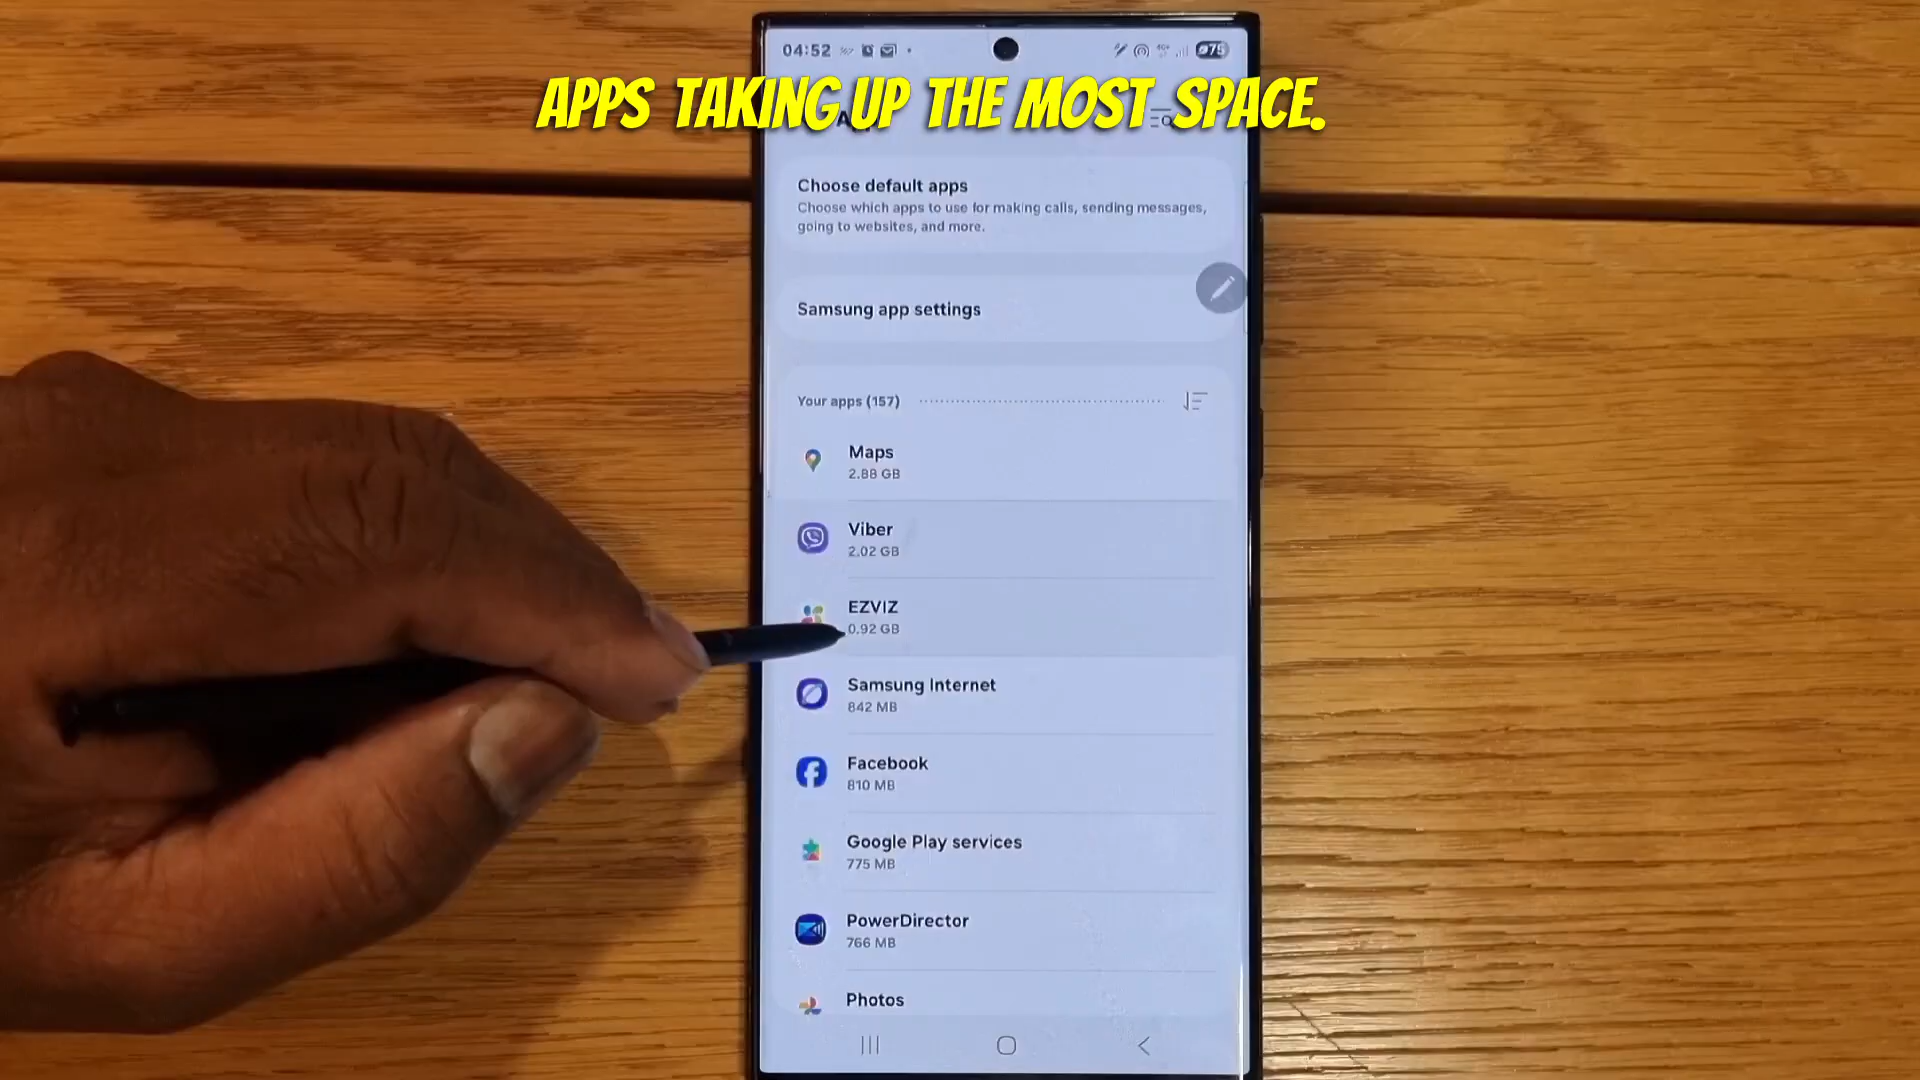 04:52
75
APPS TAKING UP THE MOST SPACE.
Choose default apps
Choose which apps to use for making calls, sending messages,
going to websites, and more.
Samsung app settings
Your apps (157)
Maps
2.88 GB
Viber
2.02 GB
EZVIZ
0.92 GB
Samsung Internet
842 MB
Facebook
810 MB
Google Play services
775 MB
PowerDirector
766 MB
Photos